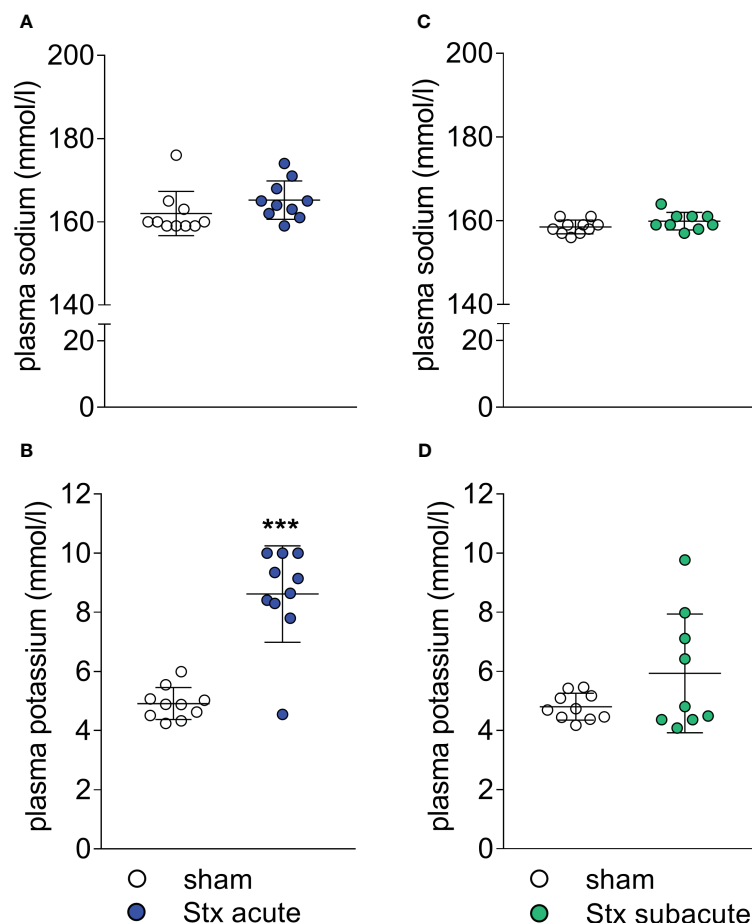 A
plasma sodium (mmol/l)
200
180
160
140
20
0
C
plasma sodium (mmol/l)
200
180
160
140
20
0
B
plasma potassium (mmol/l)
12
10
8
6
4
2
0
***
sham
Stx acute
D
plasma potassium (mmol/l)
12
10
8
6
4
2
0
sham
Stx subacute